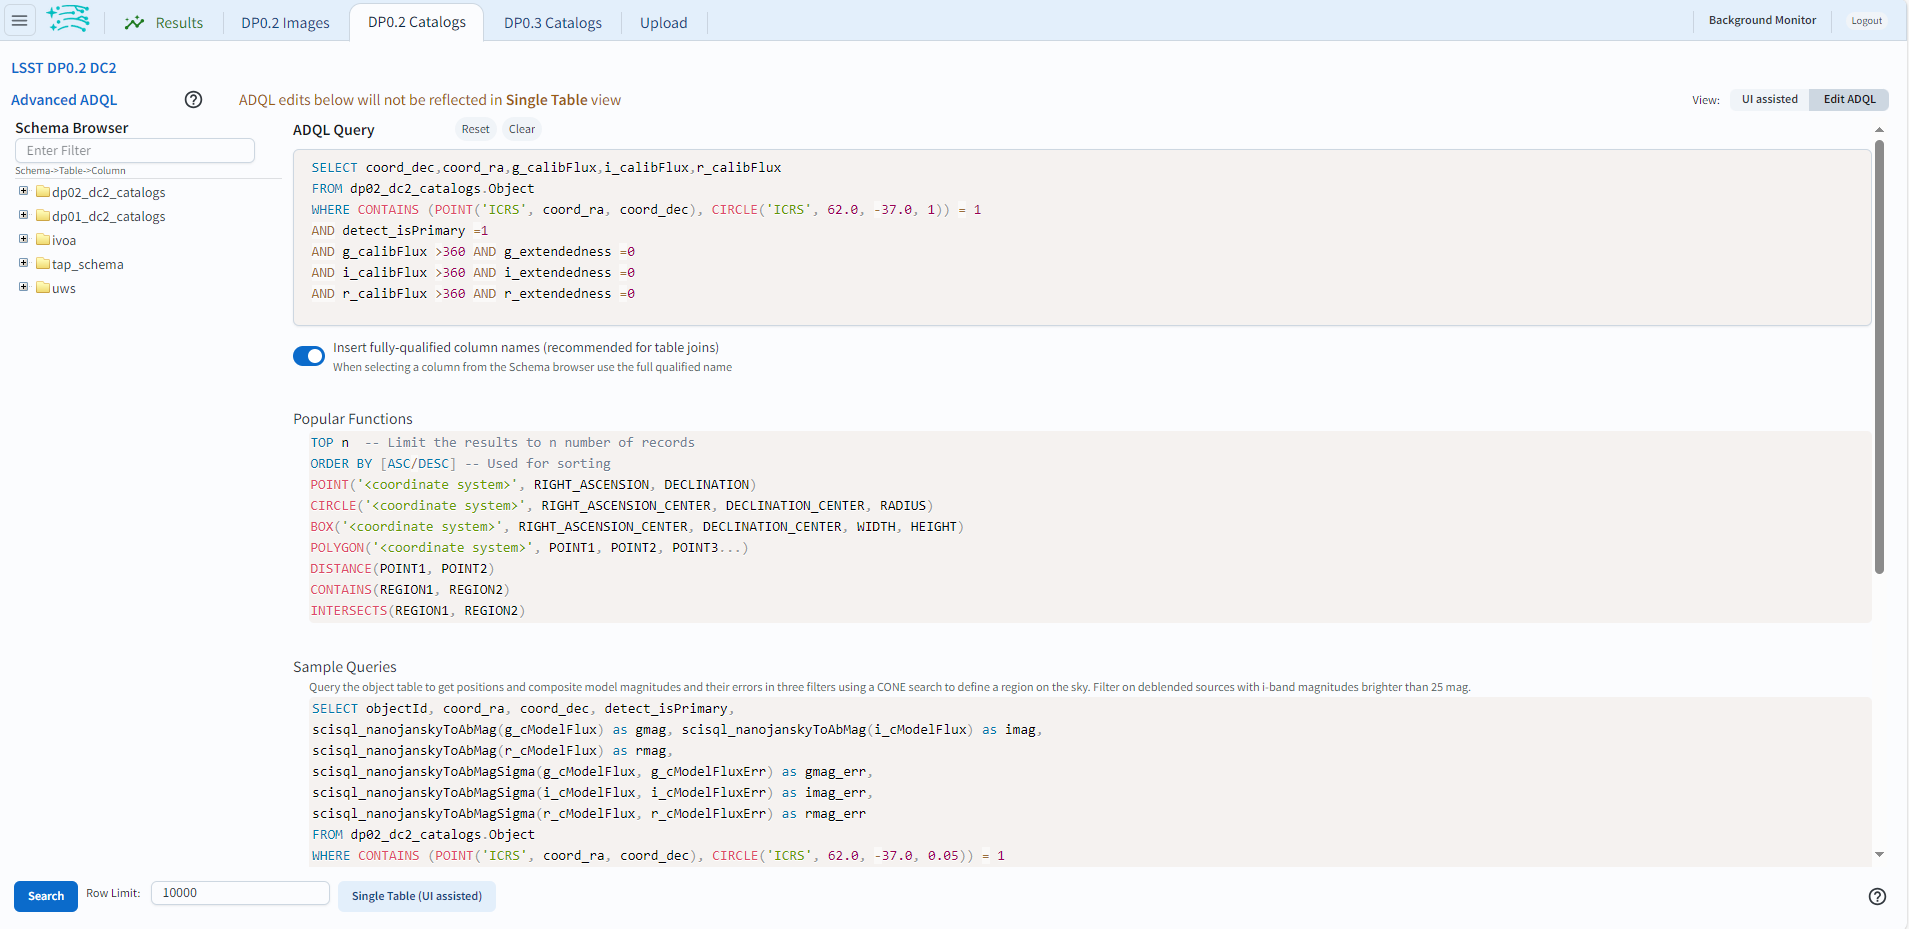 Results
DP0.2 Images
DP0.2 Catalogs
DP0.3 Catalogs
Upload
Background Monitor
Logout
LSST DP0.2 DC2
Advanced ADQL
ADQL edits below will not be reflected in Single Table view
View:
UI assisted
Edit ADQL
Schema Browser
Enter Filter
Schema->Table->Column
dp02_dc2_catalogs
dp01_dc2_catalogs
ivoa
tap_schema
uws
ADQL Query
Reset
Clear
SELECT coord_dec,coord_ra,g_calibFlux,i_calibFlux,r_calibFlux
FROM dp02_dc2_catalogs.Object
WHERE CONTAINS (POINT('ICRS', coord_ra, coord_dec), CIRCLE('ICRS', 62.0, -37.0, 1)) = 1
AND detect_isPrimary =1
AND g_calibFlux >360 AND g_extendedness =0
AND i_calibFlux >360 AND i_extendedness =0
AND r_calibFlux >360 AND r_extendedness =0
Insert fully-qualified column names (recommended for table joins)
When selecting a column from the Schema browser use the full qualified name
Popular Functions
TOP n  -- Limit the results to n number of records
ORDER BY [ASC/DESC] -- Used for sorting
POINT('<coordinate system>', RIGHT_ASCENSION, DECLINATION)
CIRCLE('<coordinate system>', RIGHT_ASCENSION_CENTER, DECLINATION_CENTER, RADIUS)
BOX('<coordinate system>', RIGHT_ASCENSION_CENTER, DECLINATION_CENTER, WIDTH, HEIGHT)
POLYGON('<coordinate system>', POINT1, POINT2, POINT3...)
DISTANCE(POINT1, POINT2)
CONTAINS(REGION1, REGION2)
INTERSECTS(REGION1, REGION2)
Sample Queries
Query the object table to get positions and composite model magnitudes and their errors in three filters using a CONE search to define a region on the sky. Filter on deblended sources with i-band magnitudes brighter than 25 mag.
SELECT objectId, coord_ra, coord_dec, detect_isPrimary,
scisql_nanojanskyToAbMag(g_cModelFlux) as gmag, scisql_nanojanskyToAbMag(i_cModelFlux) as imag,
scisql_nanojanskyToAbMag(r_cModelFlux) as rmag,
scisql_nanojanskyToAbMagSigma(g_cModelFlux, g_cModelFluxErr) as gmag_err,
scisql_nanojanskyToAbMagSigma(i_cModelFlux, i_cModelFluxErr) as imag_err,
scisql_nanojanskyToAbMagSigma(r_cModelFlux, r_cModelFluxErr) as rmag_err
FROM dp02_dc2_catalogs.Object
WHERE CONTAINS (POINT('ICRS', coord_ra, coord_dec), CIRCLE('ICRS', 62.0, -37.0, 0.05)) = 1
Search
Row Limit:
10000
Single Table (UI assisted)